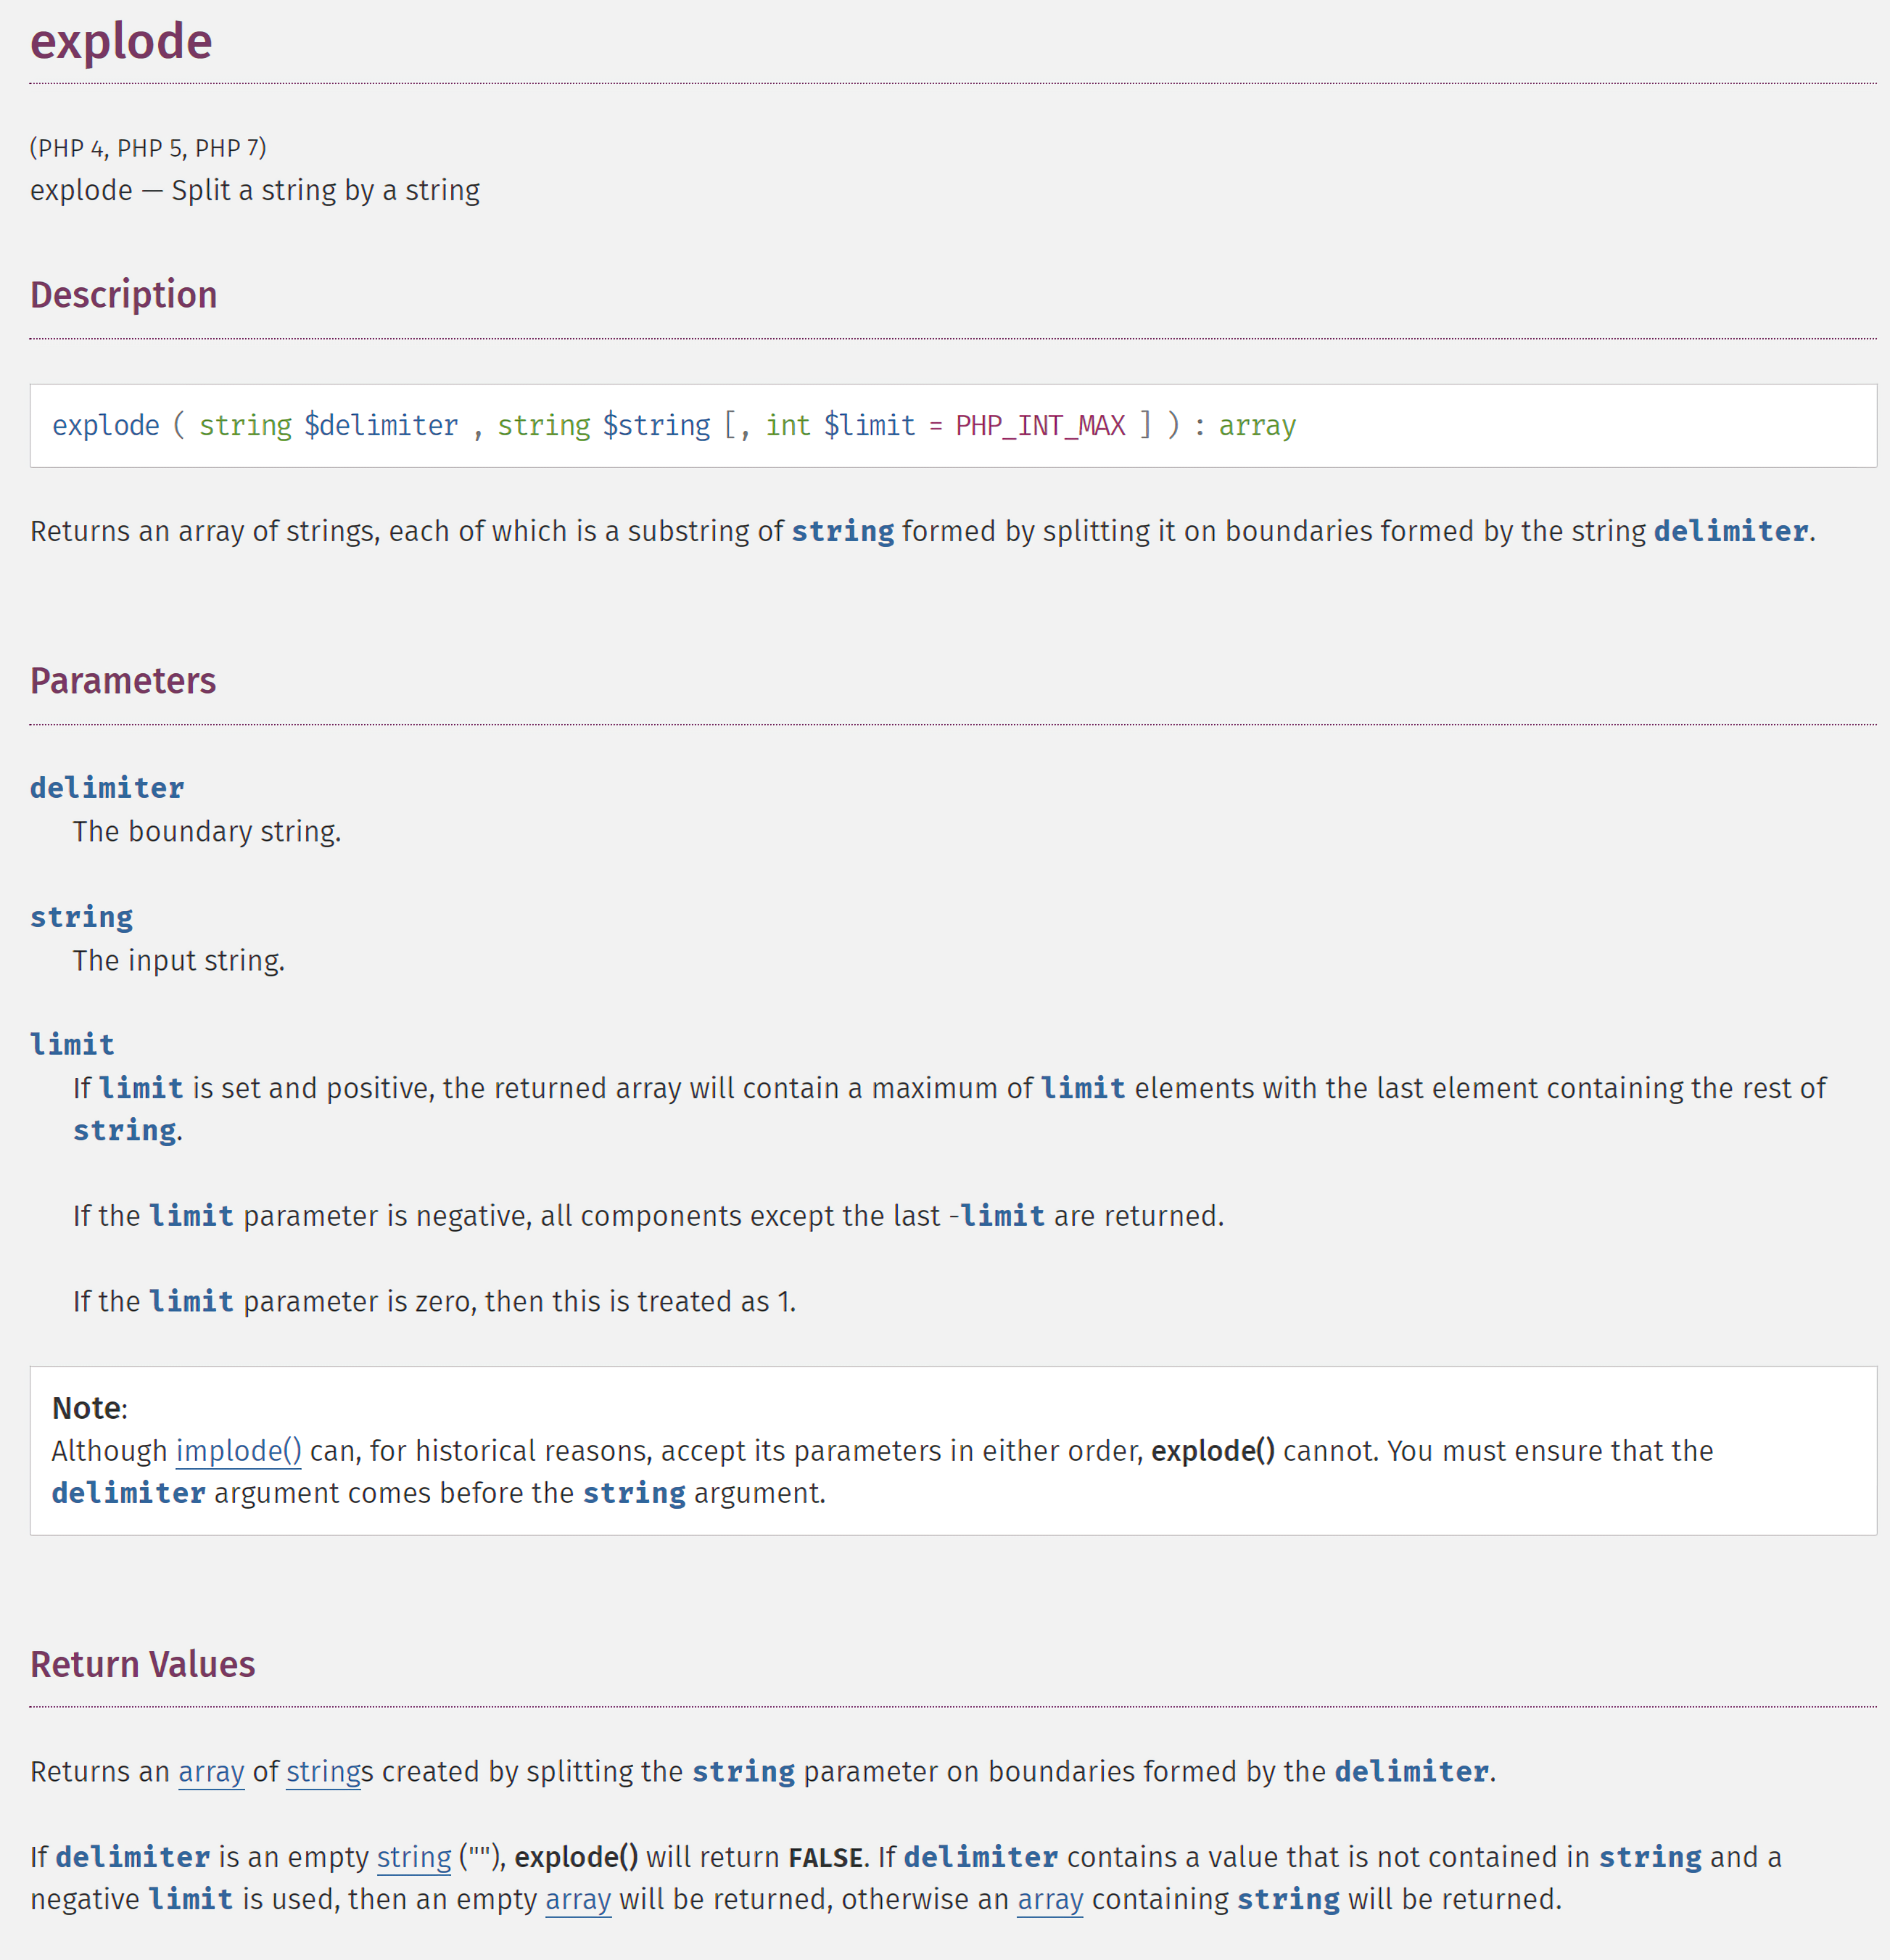 explode
(PHP 4, PHP 5, PHP 7)
explode — Split a string by a string
Description
explode ( string $delimiter , string $string [, int $limit = PHP_INT_MAX ] ) : array
Returns an array of strings, each of which is a substring of string formed by splitting it on boundaries formed by the string delimiter.
Parameters
delimiter
The boundary string.
string
The input string.
limit
If limit is set and positive, the returned array will contain a maximum of limit elements with the last element containing the rest of
string.
If the limit parameter is negative, all components except the last -limit are returned.
If the limit parameter is zero, then this is treated as 1.
Note:
Although implode() can, for historical reasons, accept its parameters in either order, explode() cannot. You must ensure that the
delimiter argument comes before the string argument.
Return Values
Returns an array of strings created by splitting the string parameter on boundaries formed by the delimiter.
If delimiter is an empty string (""), explode() will return FALSE. If delimiter contains a value that is not contained in string and a
negative limit is used, then an empty array will be returned, otherwise an array containing string will be returned.